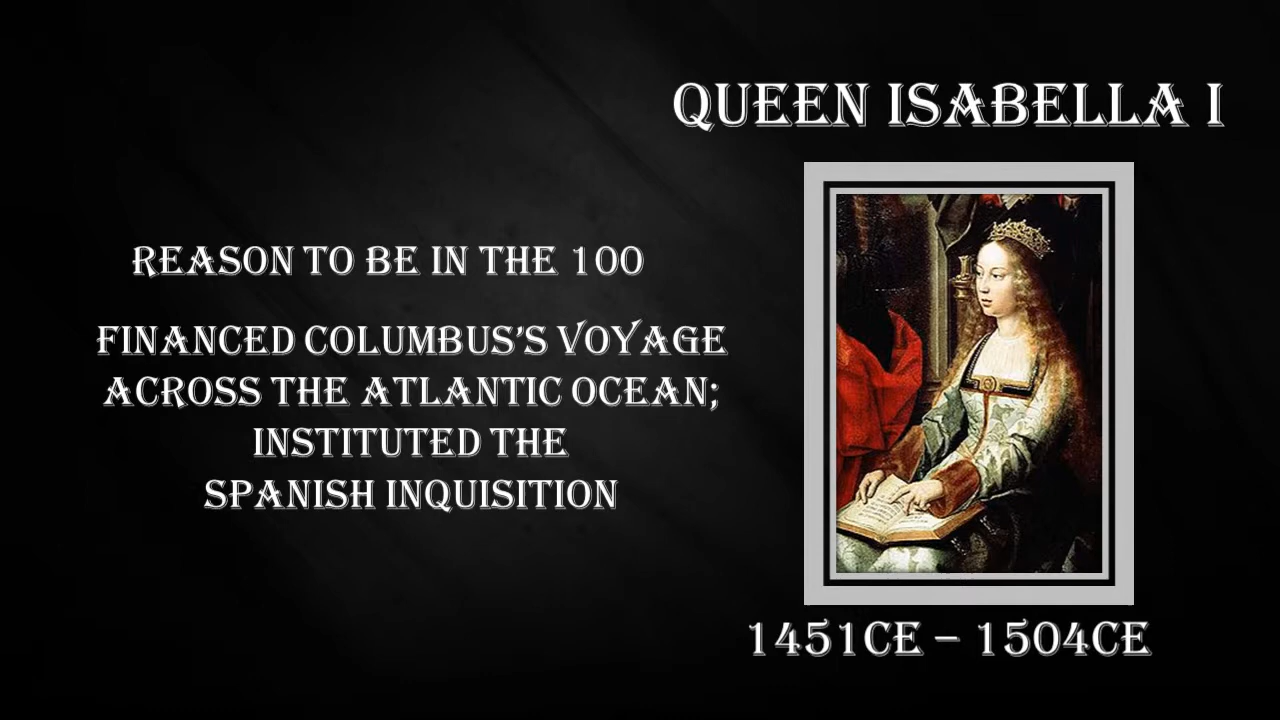 QUEEN ISABELLA I
REASON TO BE IN THE 100
FINANCED COLUMBUS'S VOYAGE
ACROSS THE ATLANTIC OCEAN;
INSTITUTED THE
SPANISH INQUISITION
1451CE – 1504CE